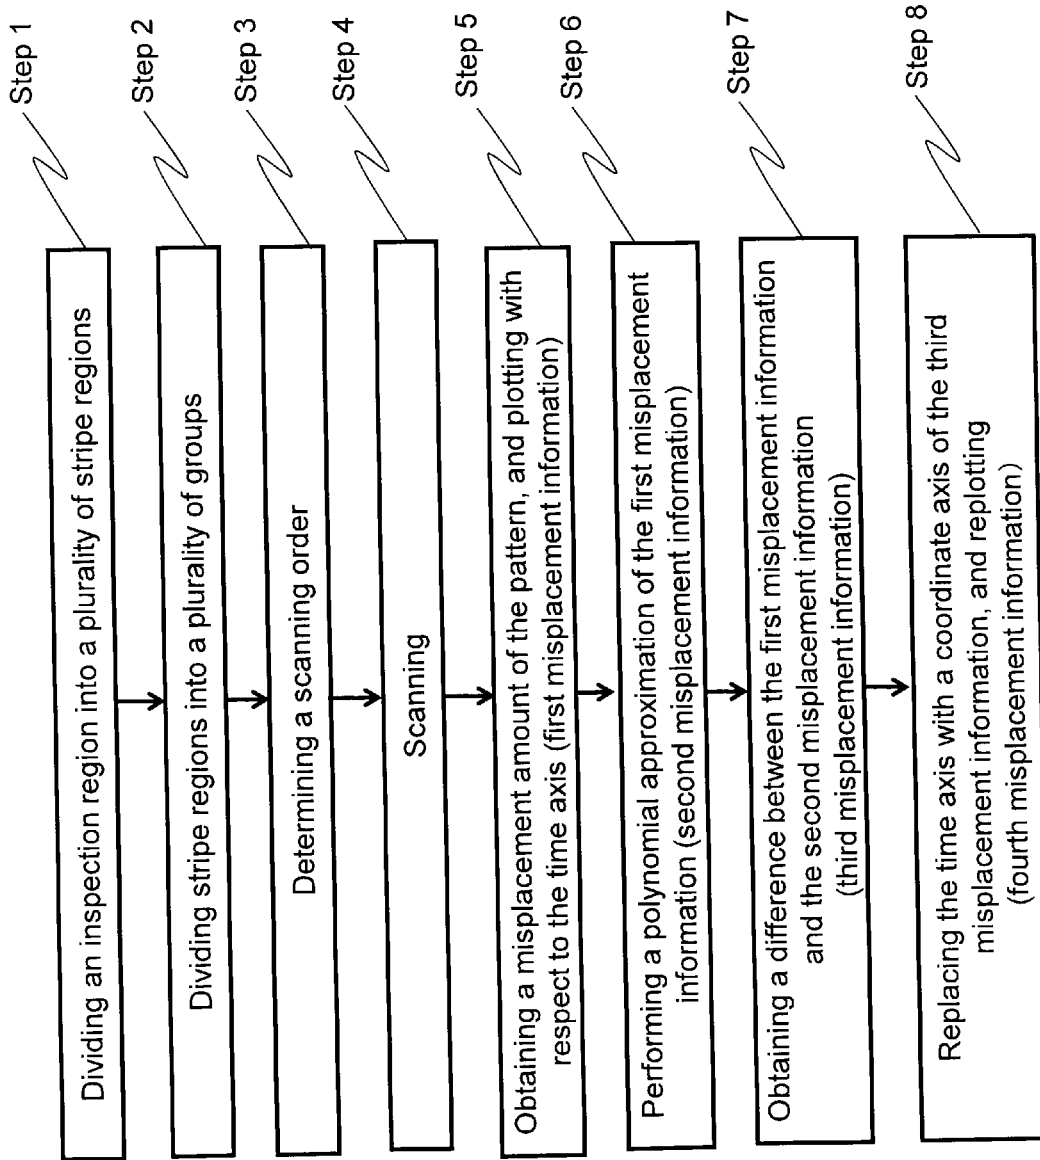 Step 1
Dividing an inspection region into a plurality of stripe regions
Step 2
Dividing stripe regions into a plurality of groups
Step 3
Determining a scanning order
Step 4
Scanning
Step 5
Obtaining a misplacement amount of the pattern, and plotting with
respect to the time axis (first misplacement information)
Step 6
Performing a polynomial approximation of the first misplacement
information (second misplacement information)
Step 7
Obtaining a difference between the first misplacement information
and the second misplacement information
(third misplacement information)
Step 8
Replacing the time axis with a coordinate axis of the third
misplacement information, and replotting
(fourth misplacement information)